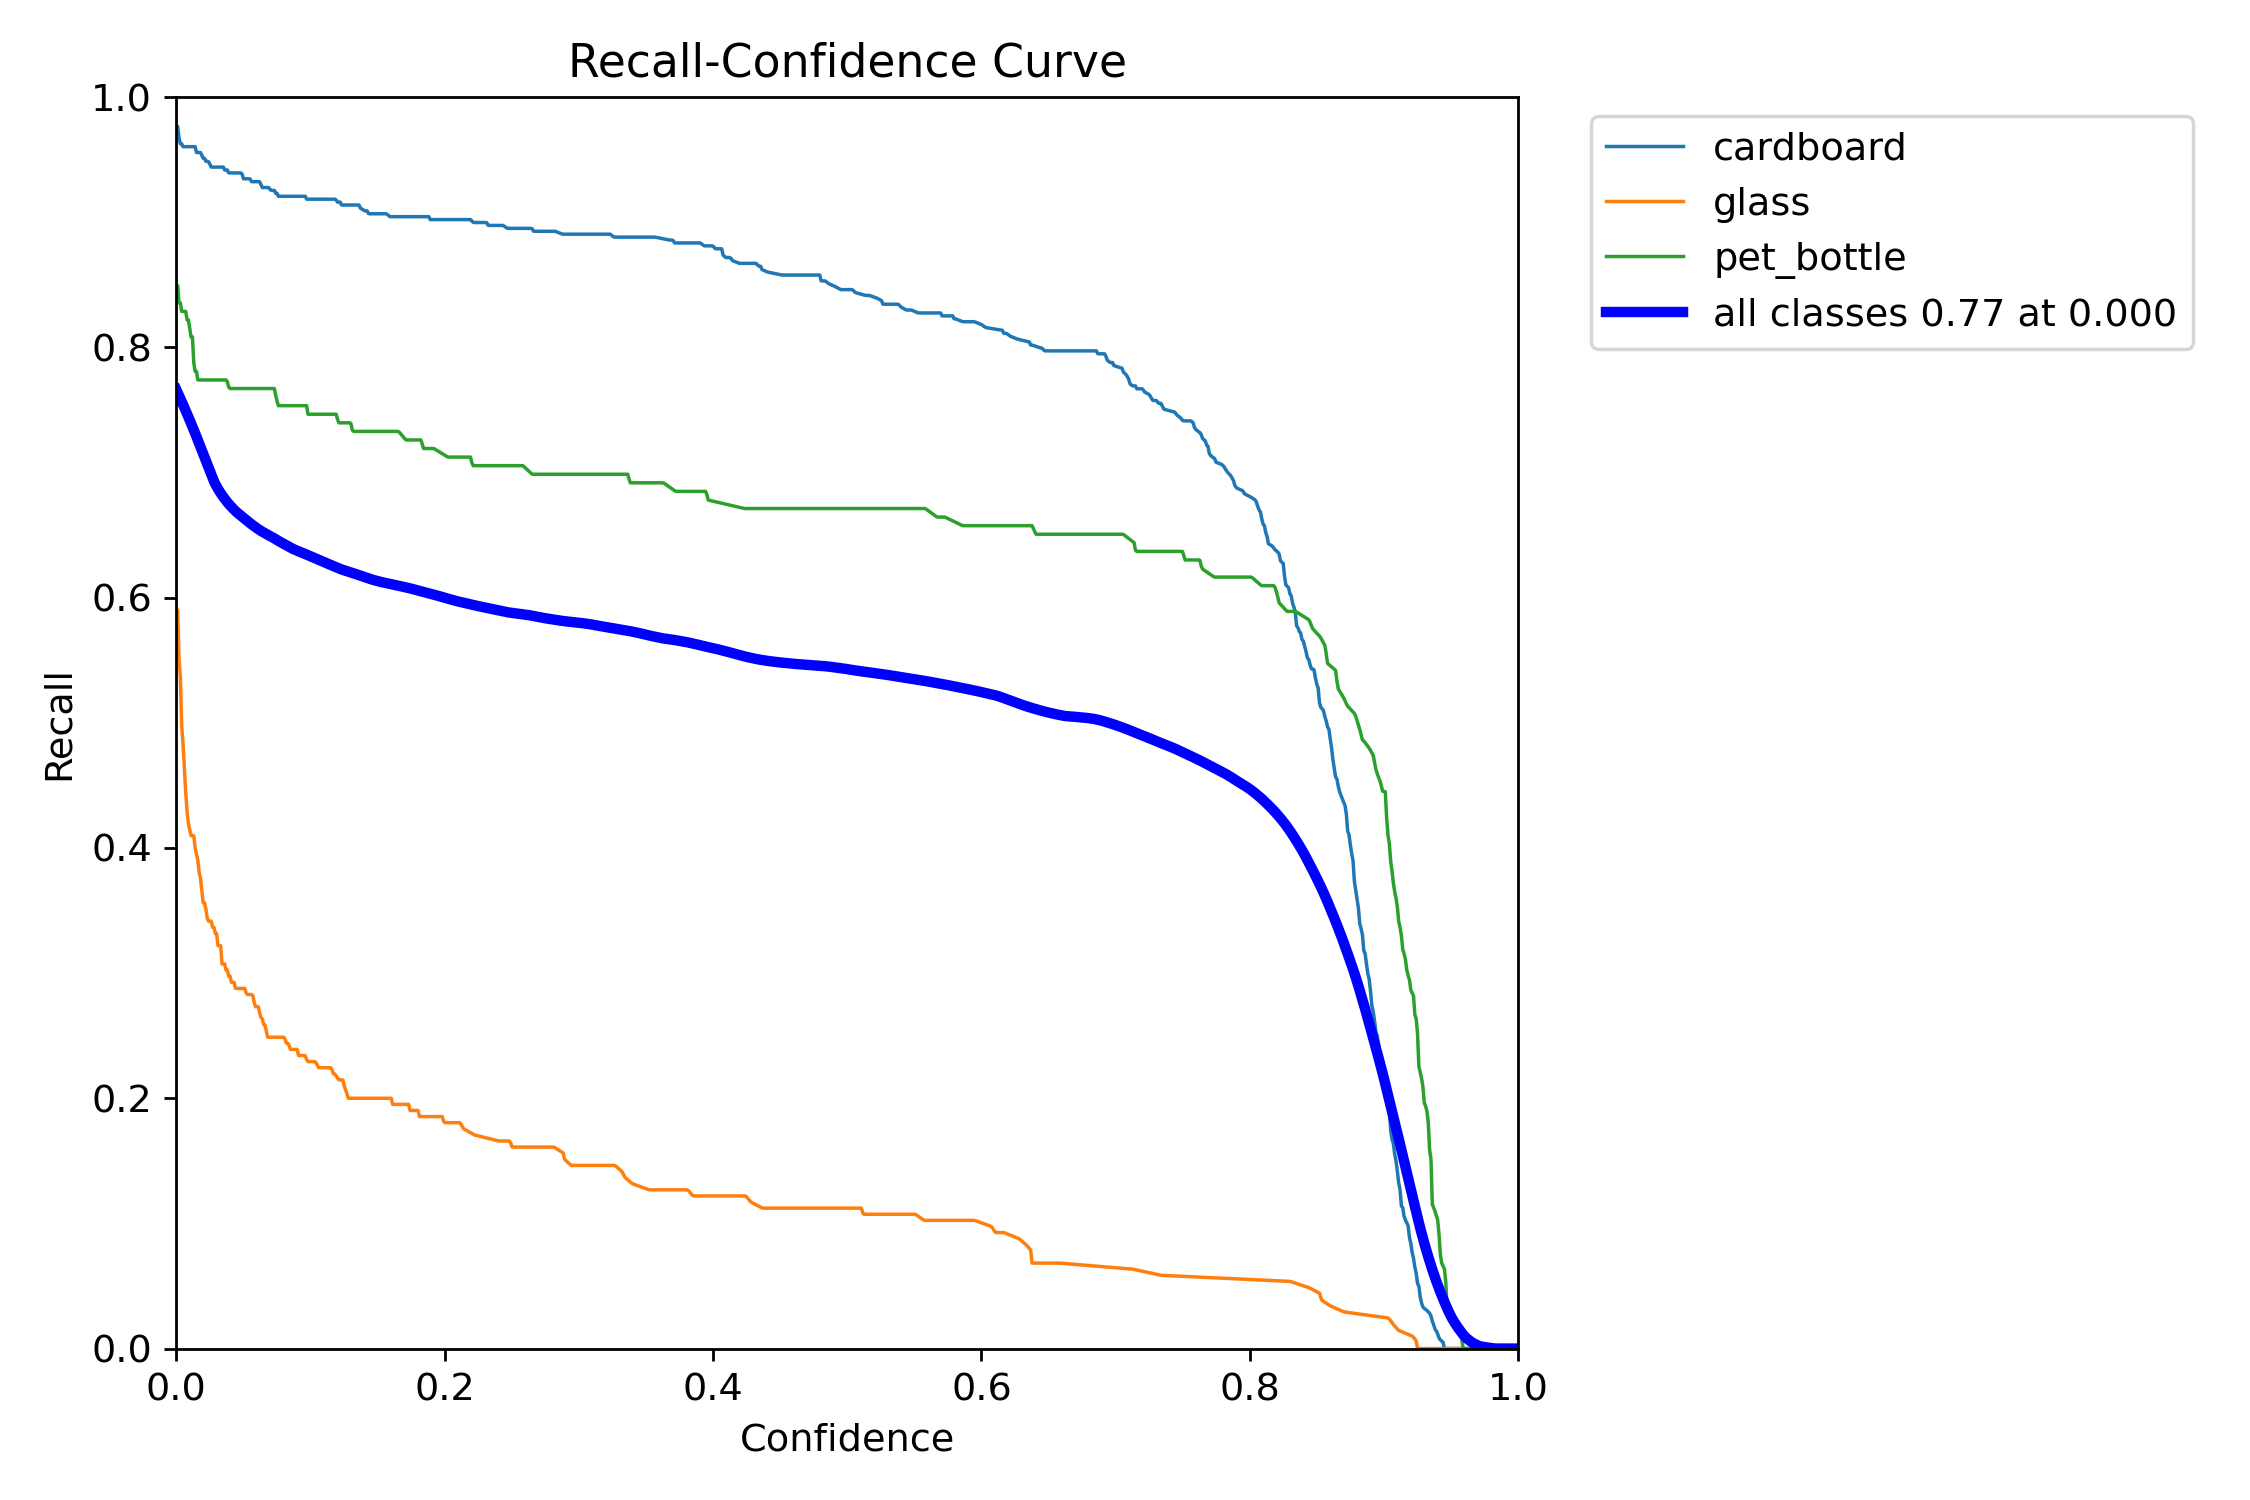 Recall-Confidence Curve
1.0
0.8
0.6
0.4
0.2
0.0
Recall
0.0 0.2 0.4 0.6 0.8 1.0
Confidence
cardboard
glass
pet_bottle
all classes 0.77 at 0.000